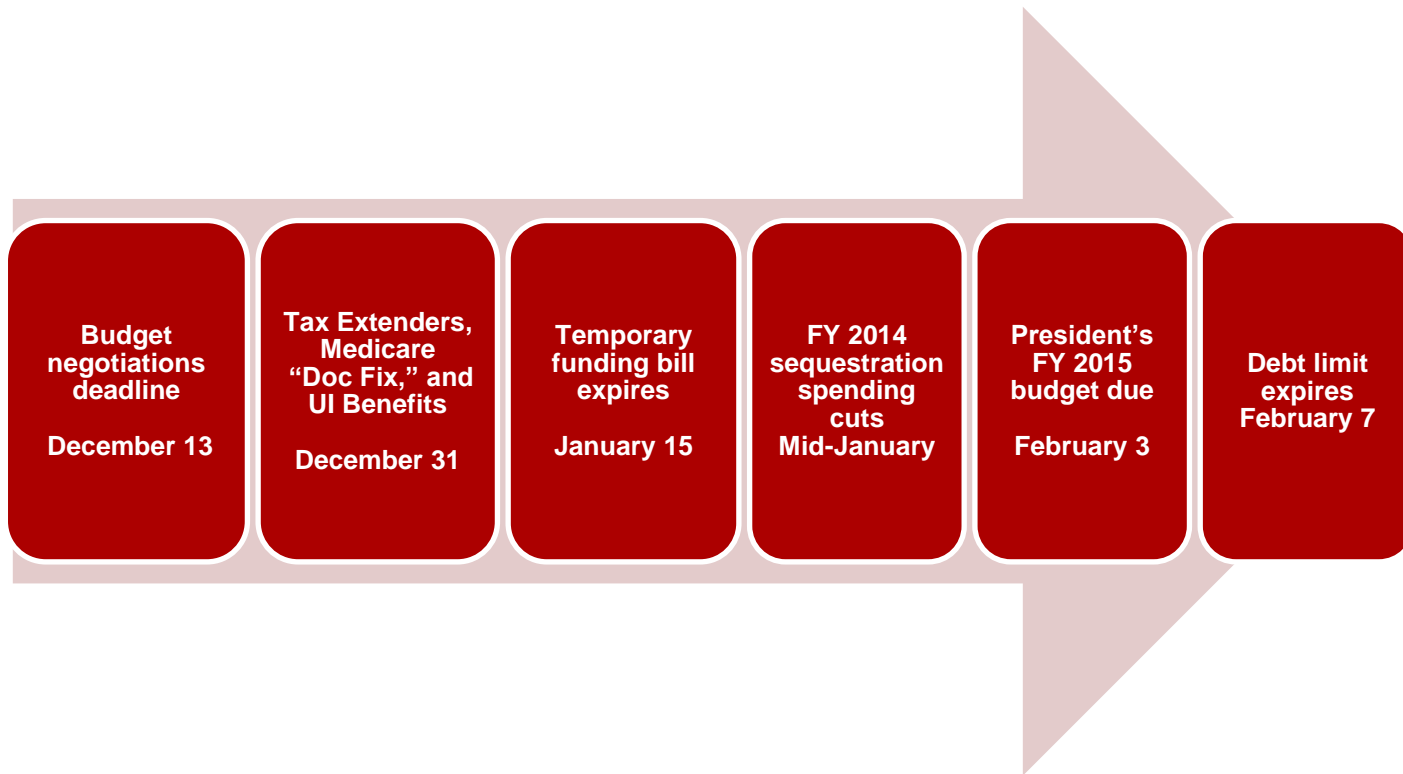 Budget
negotiations
deadline
December 13
Tax Extenders,
Medicare
“Doc Fix,” and
UI Benefits
December 31
Temporary
funding bill
expires
January 15
FY 2014
sequestration
spending
cuts
Mid-January
President’s
FY 2015
budget due
February 3
Debt limit
expires
February 7